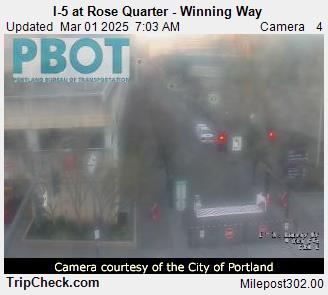 I-5 at Rose Quarter - Winning Way
Updated Mar 01 2025 7:03 AM Camera 4
PBOT
PORTLAND BUREAU OF TRANSPORTATION
Camera courtesy of the City of Portland
TripCheck.com Milepost302.00